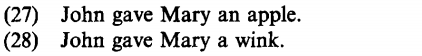 (27) John gave Mary an apple.
(28) John gave Mary a wink.